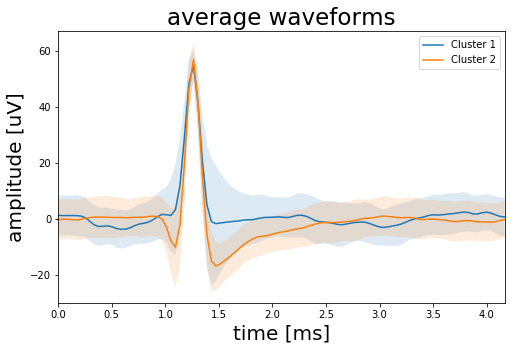 average waveforms
Cluster 1
Cluster 2
amplitude [uV]
60
40
20
0
−20
0.0 0.5 1.0 1.5 2.0 2.5 3.0 3.5 4.0
time [ms]